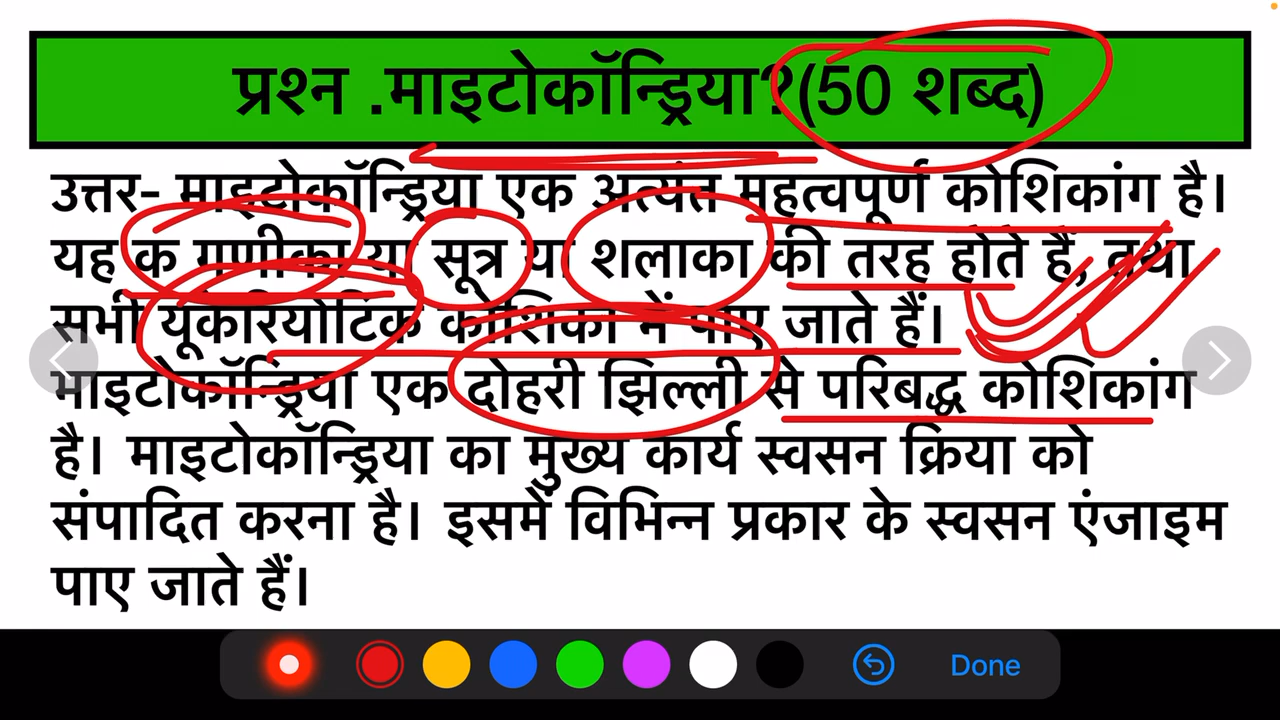 प्रश्न .माइटोकॉन्ड्रिया?(50 शब्द)
उत्तर- माइटोकॉन्ड्रिया एक अत्यंत महत्वपूर्ण कोशिकांग है।
यह क गणीका या सूत्र या शलाका की तरह होते हैं, तथा
सभी यूकेरियोटिक कोशिका में पाए जाते हैं।
माइटोकॉन्ड्रिया एक दोहरी झिल्ली से परिबद्ध कोशिकांग
है। माइटोकॉन्ड्रिया का मुख्य कार्य स्वसन क्रिया को
संपादित करना है। इसमें विभिन्न प्रकार के स्वसन एंजाइम
पाए जाते हैं।
Done